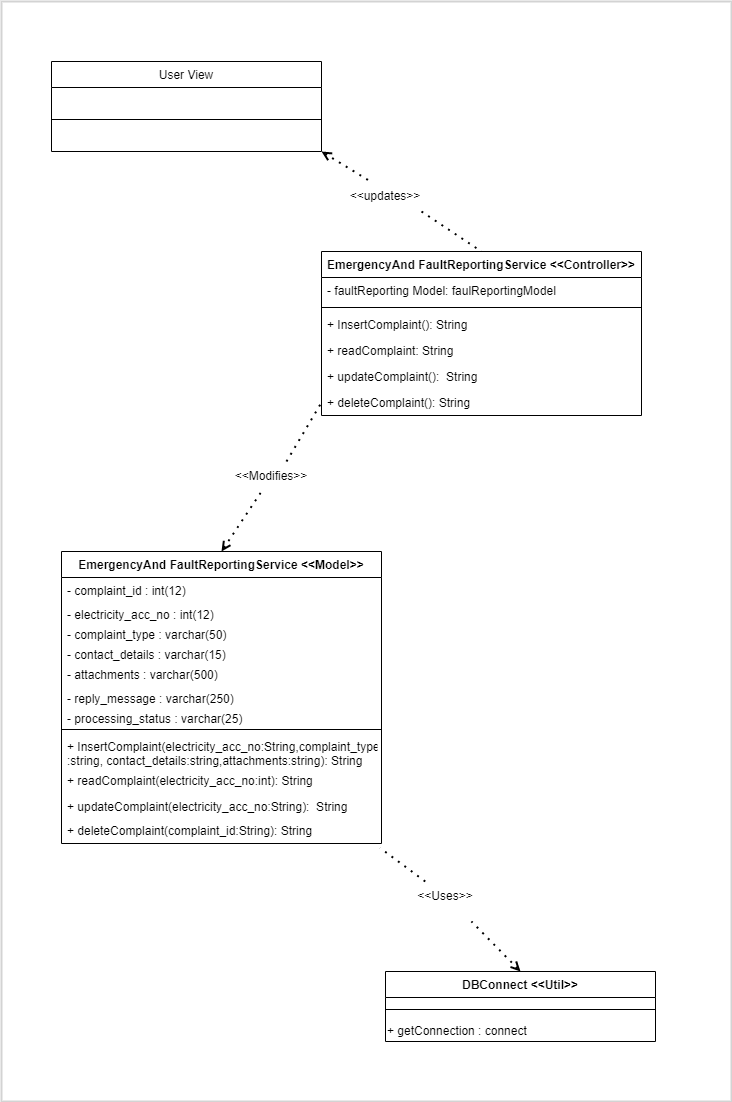 User View
<<updates>>
EmergencyAnd FaultReportingService <<Controller>>
- faultReporting Model: faulReportingModel
+ InsertComplaint(): String
+ readComplaint: String
+ updateComplaint():  String
+ deleteComplaint(): String
<<Modifies>>
EmergencyAnd FaultReportingService <<Model>>
- complaint_id : int(12)
- electricity_acc_no : int(12)
- complaint_type : varchar(50)
- contact_details : varchar(15)
- attachments : varchar(500)
- reply_message : varchar(250)
- processing_status : varchar(25)
+ InsertComplaint(electricity_acc_no:String,complaint_type
:string, contact_details:string,attachments:string): String
+ readComplaint(electricity_acc_no:int): String
+ updateComplaint(electricity_acc_no:String):  String
+ deleteComplaint(complaint_id:String): String
<<Uses>>
DBConnect <<Util>>
+ getConnection : connect